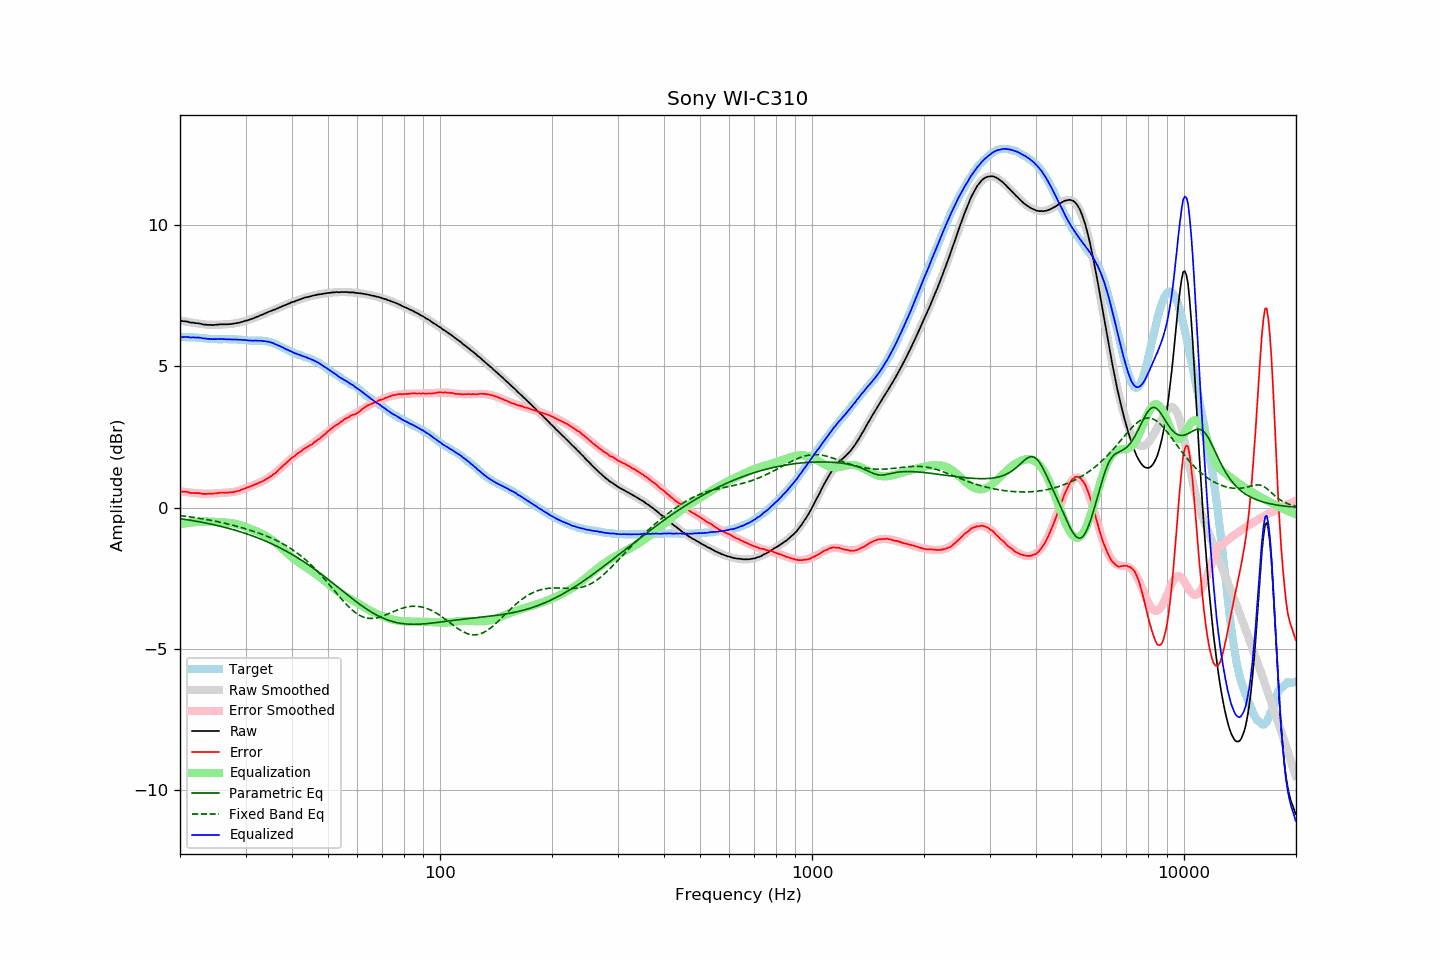 Sony WI-C310
Amplitude (dBr)
10
5
0
−5
−10
Target
Raw Smoothed
Error Smoothed
Raw
Error
Equalization
Parametric Eq
Fixed Band Eq
Equalized
100
1000
10000
Frequency (Hz)